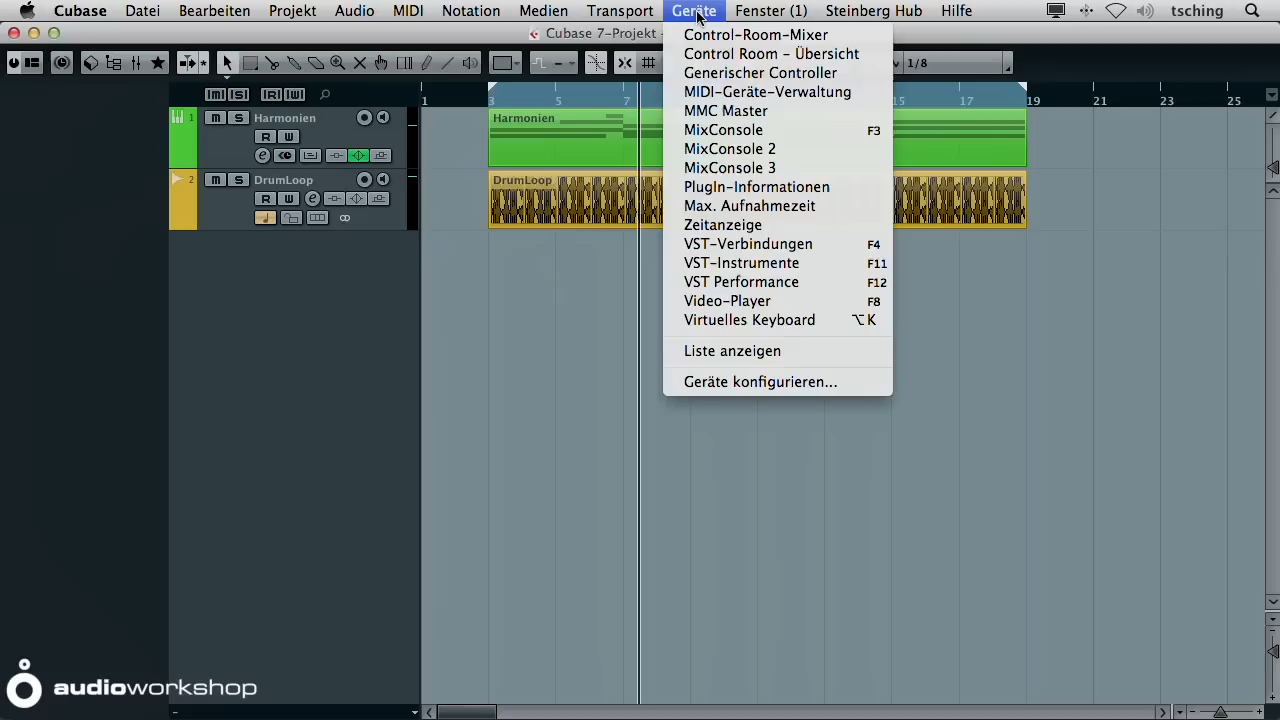 Cubase Datei Bearbeiten Projekt Audio MIDI Notation Medien Transport Geräte Fenster (1) Steinberg Hub Hilfe tsching
Cubase 7-Projekt -
1/8
M S R W
1 3 5 7 15 17 19 21 23 25
1 M S Harmonien
R W
e
2 M S DrumLoop
R W e
Harmonien
DrumLoop
Control-Room-Mixer
Control Room - Übersicht
Generischer Controller
MIDI-Geräte-Verwaltung
MMC Master
MixConsole F3
MixConsole 2
MixConsole 3
PlugIn-Informationen
Max. Aufnahmezeit
Zeitanzeige
VST-Verbindungen F4
VST-Instrumente F11
VST Performance F12
Video-Player F8
Virtuelles Keyboard ⌥K
Liste anzeigen
Geräte konfigurieren...
audioworkshop